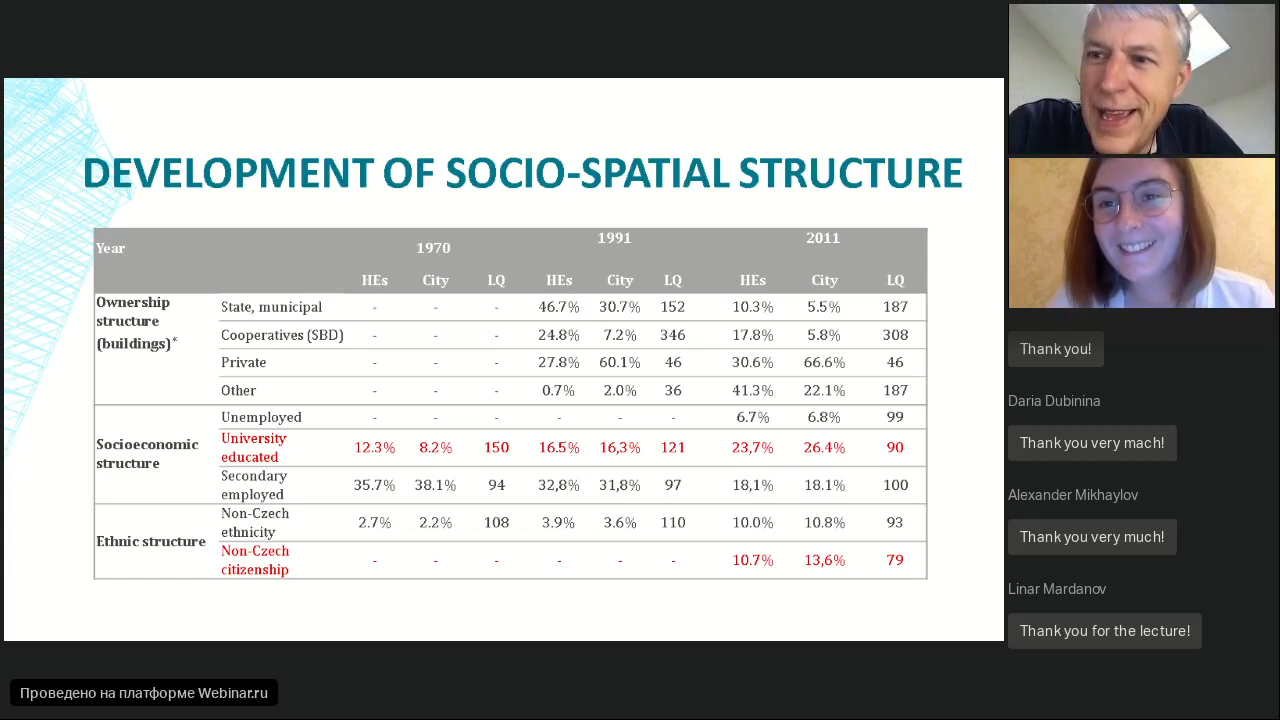 DEVELOPMENT OF SOCIO-SPATIAL STRUCTURE
Year 1970 1991 2011
HEs City LQ HEs City LQ HEs City LQ
Ownership structure (buildings)*
State, municipal - - - 46.7% 30.7% 152 10.3% 5.5% 187
Cooperatives (SBD) - - - 24.8% 7.2% 346 17.8% 5.8% 308
Private - - - 27.8% 60.1% 46 30.6% 66.6% 46
Other - - - 0.7% 2.0% 36 41.3% 22.1% 187
Socioeconomic structure
Unemployed - - - - - - 6.7% 6.8% 99
University educated 12.3% 8.2% 150 16.5% 16,3% 121 23,7% 26.4% 90
Secondary employed 35.7% 38.1% 94 32,8% 31,8% 97 18,1% 18.1% 100
Ethnic structure
Non-Czech ethnicity 2.7% 2.2% 108 3.9% 3.6% 110 10.0% 10.8% 93
Non-Czech citizenship - - - - - - 10.7% 13,6% 79
Thank you!
Daria Dubinina
Thank you very mach!
Alexander Mikhaylov
Thank you very much!
Linar Mardanov
Thank you for the lecture!
Проведено на платформе Webinar.ru